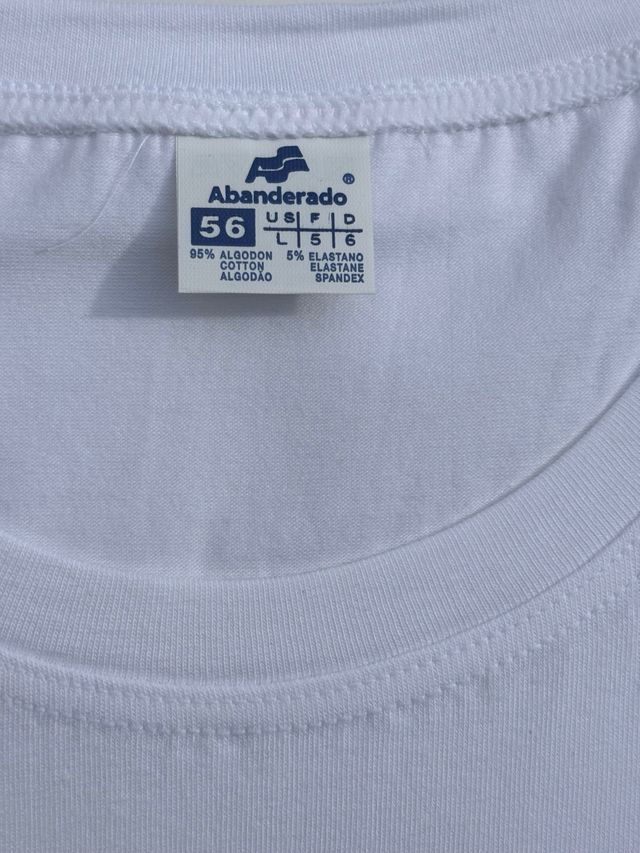 Abanderado ®
56 US F D
L 5 6
95% ALGODON 5% ELASTANO
COTTON ELASTANE
ALGODÃO SPANDEX